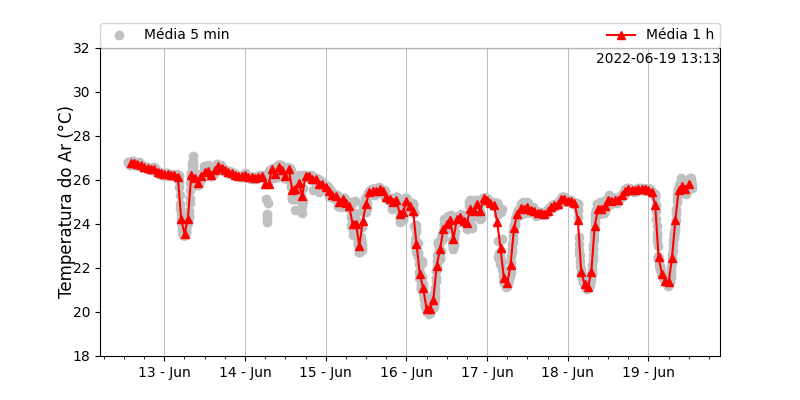 Média 5 min
Média 1 h
2022-06-19 13:13
Temperatura do Ar (°C)
32
30
28
26
24
22
20
18
13 - Jun
14 - Jun
15 - Jun
16 - Jun
17 - Jun
18 - Jun
19 - Jun